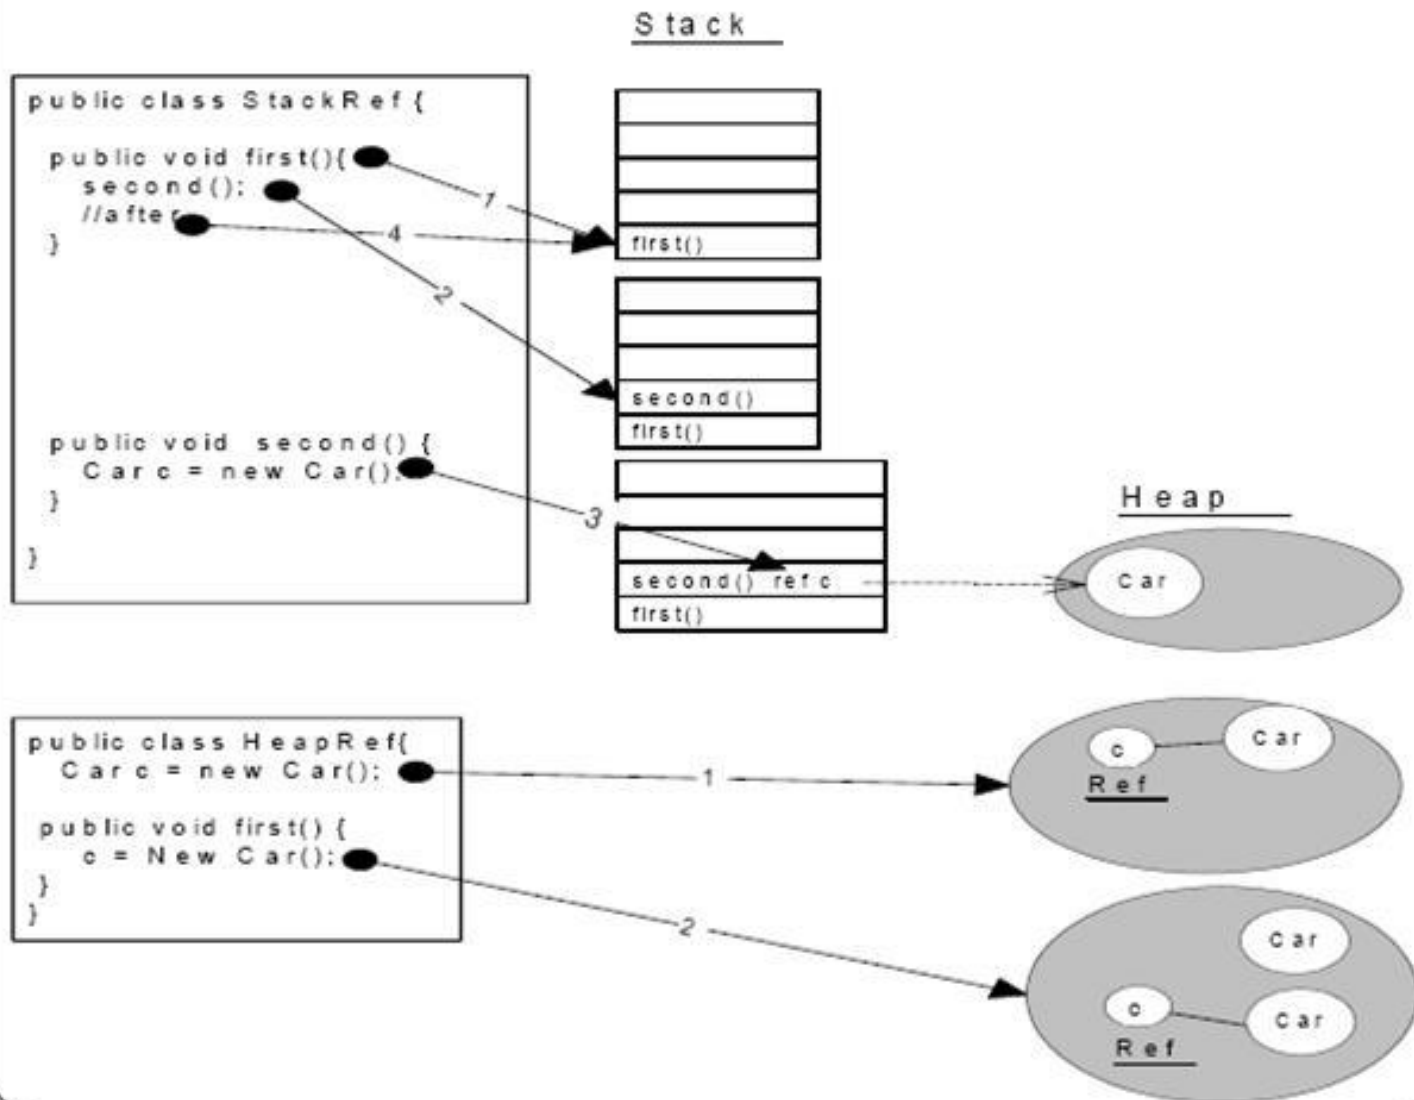 Stack
public class StackRef {
public void first(){
second();
//after
}
public void second() {
Car c = new Car();
}
}
1
4
2
3
first()
second()
first()
second() ref c
first()
Heap
Car
public class HeapRef{
Car c = new Car();
public void first() {
c = New Car();
}
}
1
2
c
Car
Ref
Car
c
Car
Ref